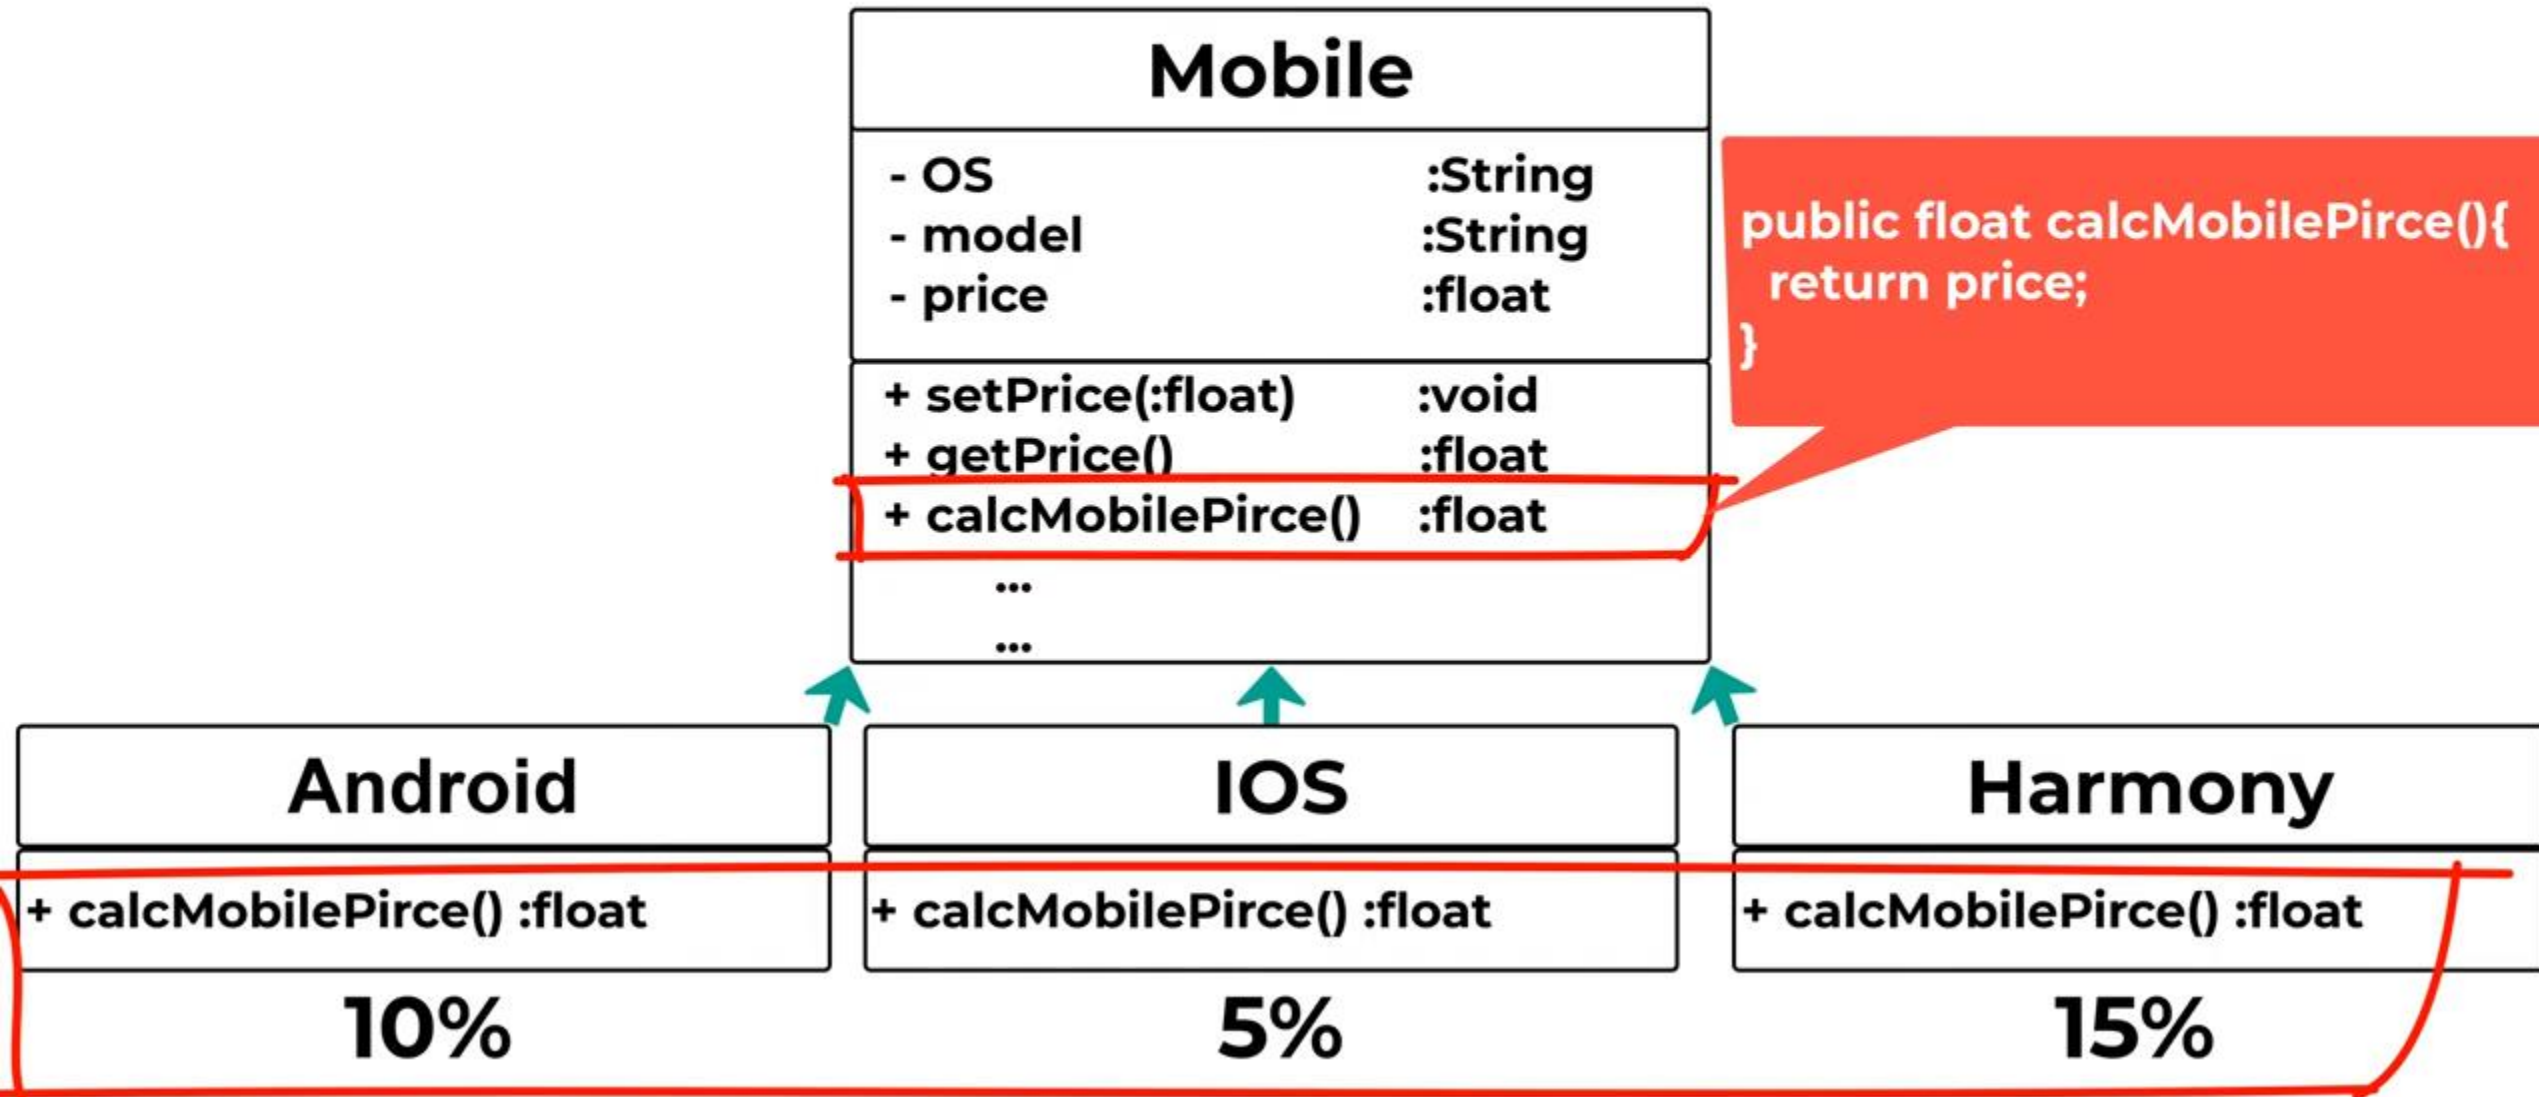 Mobile
- OS :String
- model :String
- price :float
public float calcMobilePirce(){
return price;
}
+ setPrice(:float) :void
+ getPrice() :float
+ calcMobilePirce() :float
...
...
Android
IOS
Harmony
+ calcMobilePirce() :float
+ calcMobilePirce() :float
+ calcMobilePirce() :float
10%
5%
15%